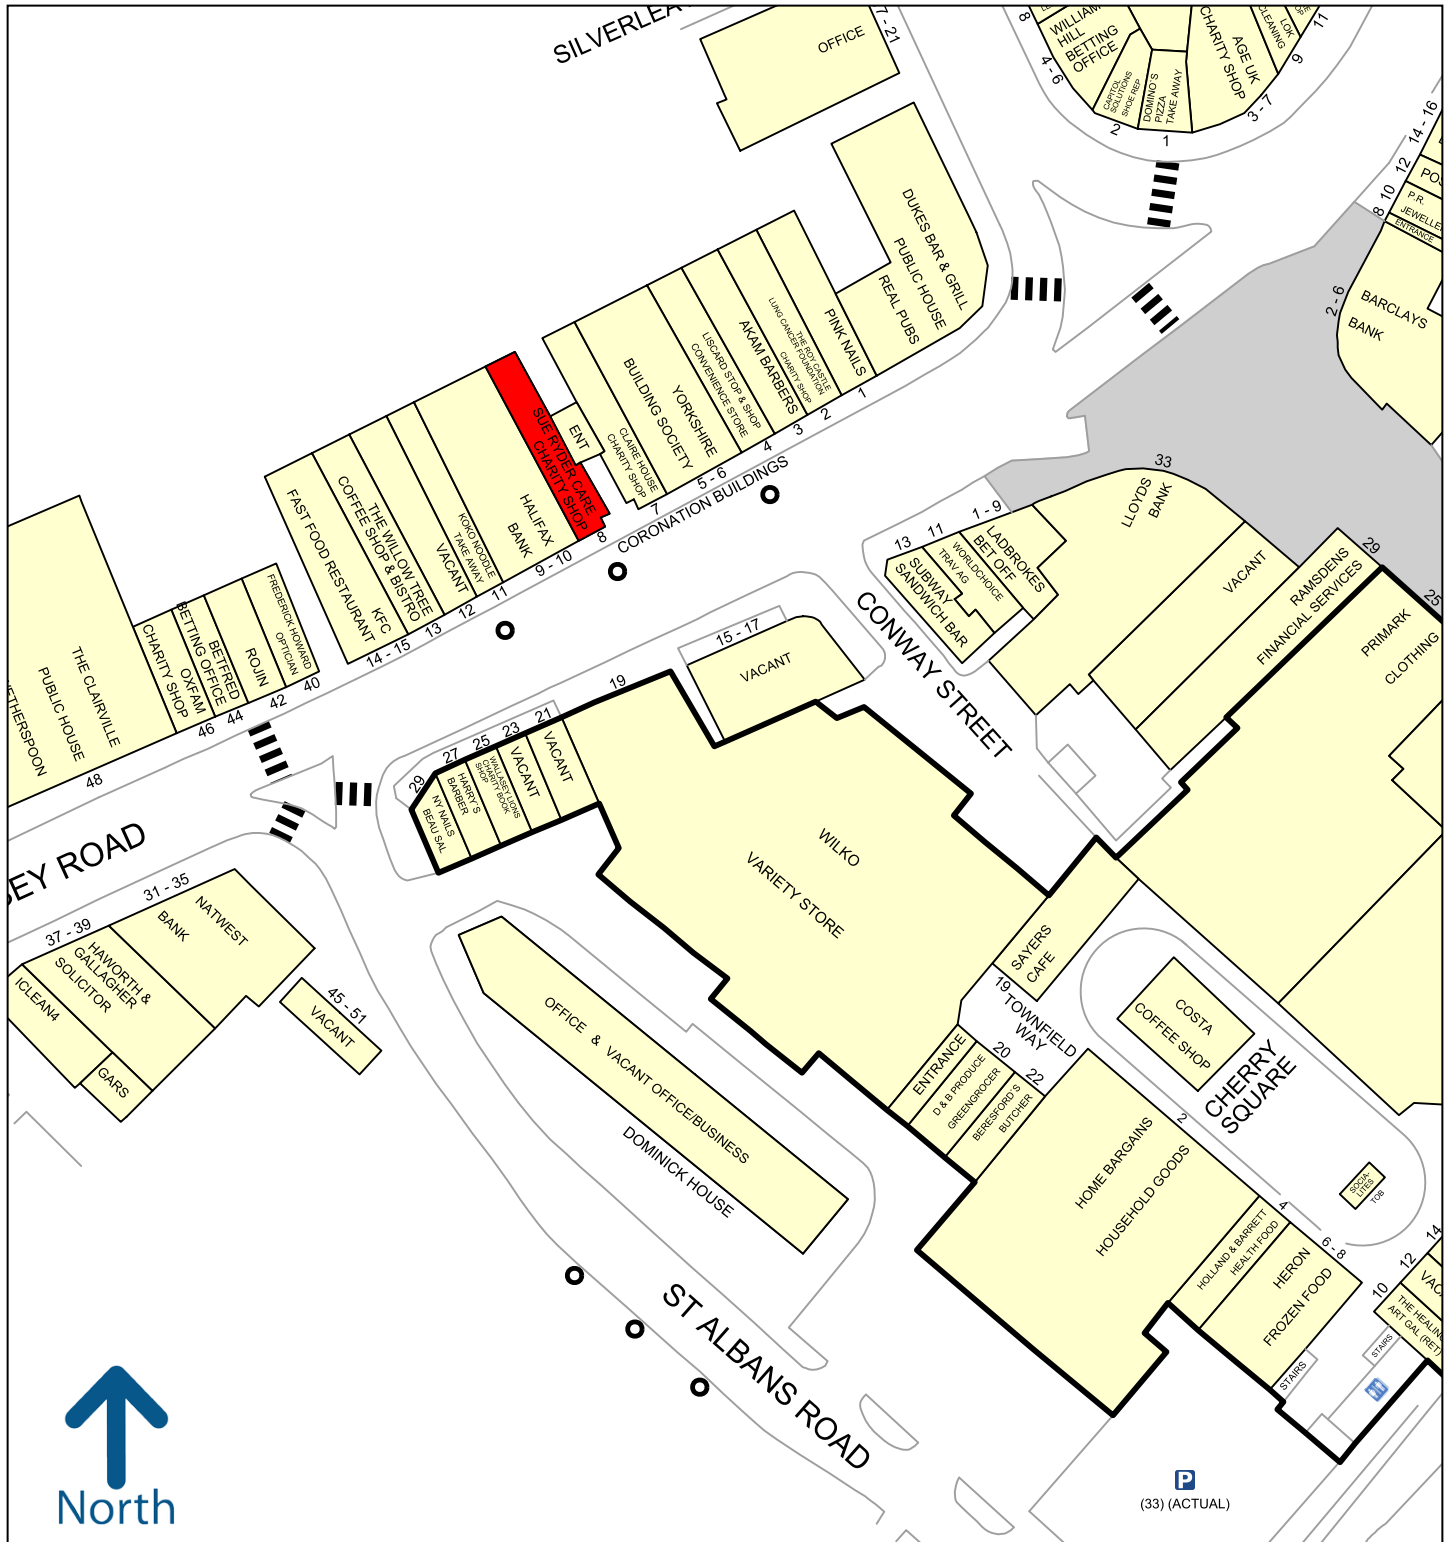 SILVERLEA
OFFICE
7 - 21
8
WILLIAM
HILL
BETTING
OFFICE
4 - 6
CAPITOL
SOLUTIONS
SHOE REP
2
DOMINO'S
PIZZA
TAKE AWAY
1
AGE UK
CHARITY SHOP
3 - 7
LOK
CLEANING
9
11
14 - 16
12
10
8
POS
P.R.
JEWELLE
ENTRANCE
2 - 6
BARCLAYS
BANK
DUKES BAR & GRILL
PUBLIC HOUSE
REAL PUBS
PINK NAILS
1
THE ROY CASTLE
LUNG CANCER FOUNDATION
CHARITY SHOP
2
AKAM BARBERS
3
LISCARD STOP & SHOP
CONVENIENCE STORE
4
YORKSHIRE
BUILDING SOCIETY
5 - 6
CLAIRE HOUSE
CHARITY SHOP
7
ENT
SUE RYDER CARE
CHARITY SHOP
8
CORONATION BUILDINGS
HALIFAX
BANK
9 - 10
KOKO NOODLE
TAKE AWAY
11
VACANT
12
THE WILLOW TREE
COFFEE SHOP & BISTRO
13
KFC
FAST FOOD RESTAURANT
14 - 15
FREDERICK HOWARD
OPTICIAN
40
ROJIN
42
BETFRED
BETTING OFFICE
44
OXFAM
CHARITY SHOP
46
THE CLAIRVILLE
PUBLIC HOUSE
ETHERSPOON
48
SEY ROAD
33
LLOYDS
BANK
1 - 9
LADBROKES
BET OFF
11
WORLDCHOICE
TRAV AG
13
SUBWAY
SANDWICH BAR
VACANT
29
RAMSDENS
FINANCIAL SERVICES
25
PRIMARK
CLOTHING
CONWAY STREET
15 - 17
VACANT
19
WILKO
VARIETY STORE
21
VACANT
23
VACANT
25
WALLASEY LIONS
CHARITY BOOK
SHOP
27
HARRY'S
BARBER
29
NY NAILS
BEAU SAL
31 - 35
NATWEST
BANK
37 - 39
HAWORTH &
GALLAGHER
SOLICITOR
ICLEAN4
GARS
45 - 51
VACANT
SAYERS
CAFE
19
TOWNFIELD
WAY
ENTRANCE
20
D & B PRODUCE
GREENGROCER
22
BERESFORD'S
BUTCHER
COSTA
COFFEE SHOP
CHERRY
SQUARE
OFFICE & VACANT OFFICE/BUSINESS
DOMINICK HOUSE
2
HOME BARGAINS
HOUSEHOLD GOODS
4
HOLLAND & BARRETT
HEALTH FOOD
6 - 8
HERON
FROZEN FOOD
STAIRS
SOCIA-
LITES
TOB
10
12
14
VAC
THE HEALIN
ART GAL (RET)
STAIRS
ST ALBANS ROAD
P
(33) (ACTUAL)
North